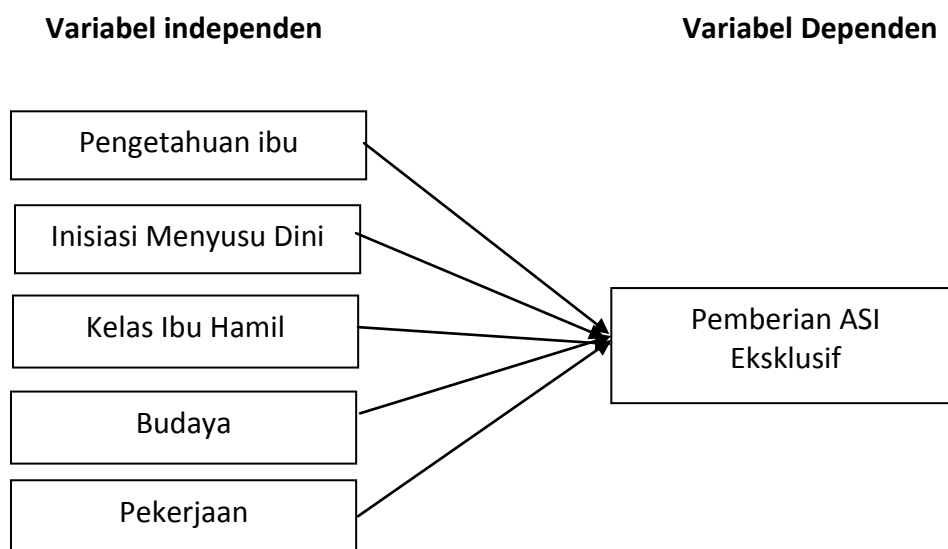 Variabel independen
Variabel Dependen
Pengetahuan ibu
Inisiasi Menyusu Dini
Kelas Ibu Hamil
Budaya
Pekerjaan
Pemberian ASI
Eksklusif